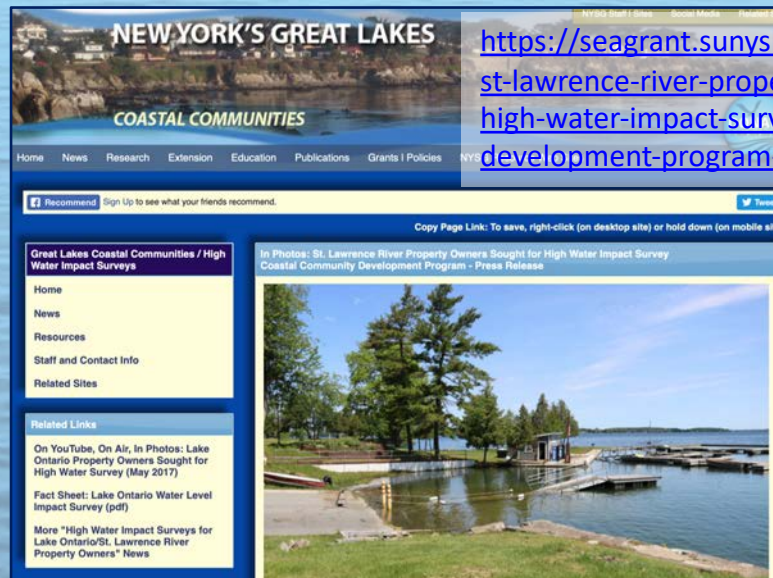 NYSG Staff | Sites Social Media Related
NEW YORK'S GREAT LAKES
https://seagrant.sunys
st-lawrence-river-prope
high-water-impact-surv
development-program
COASTAL COMMUNITIES
Home News Research Extension Education Publications Grants | Policies NYS
Recommend Sign Up to see what your friends recommend.
Twee
Copy Page Link: To save, right-click (on desktop site) or hold down (on mobile si
Great Lakes Coastal Communities / High
Water Impact Surveys
Home
News
Resources
Staff and Contact Info
Related Sites
Related Links
On YouTube, On Air, In Photos: Lake
Ontario Property Owners Sought for
High Water Survey (May 2017)
Fact Sheet: Lake Ontario Water Level
Impact Survey (pdf)
More "High Water Impact Surveys for
Lake Ontario/St. Lawrence River
Property Owners" News
In Photos: St. Lawrence River Property Owners Sought for High Water Impact Survey
Coastal Community Development Program - Press Release